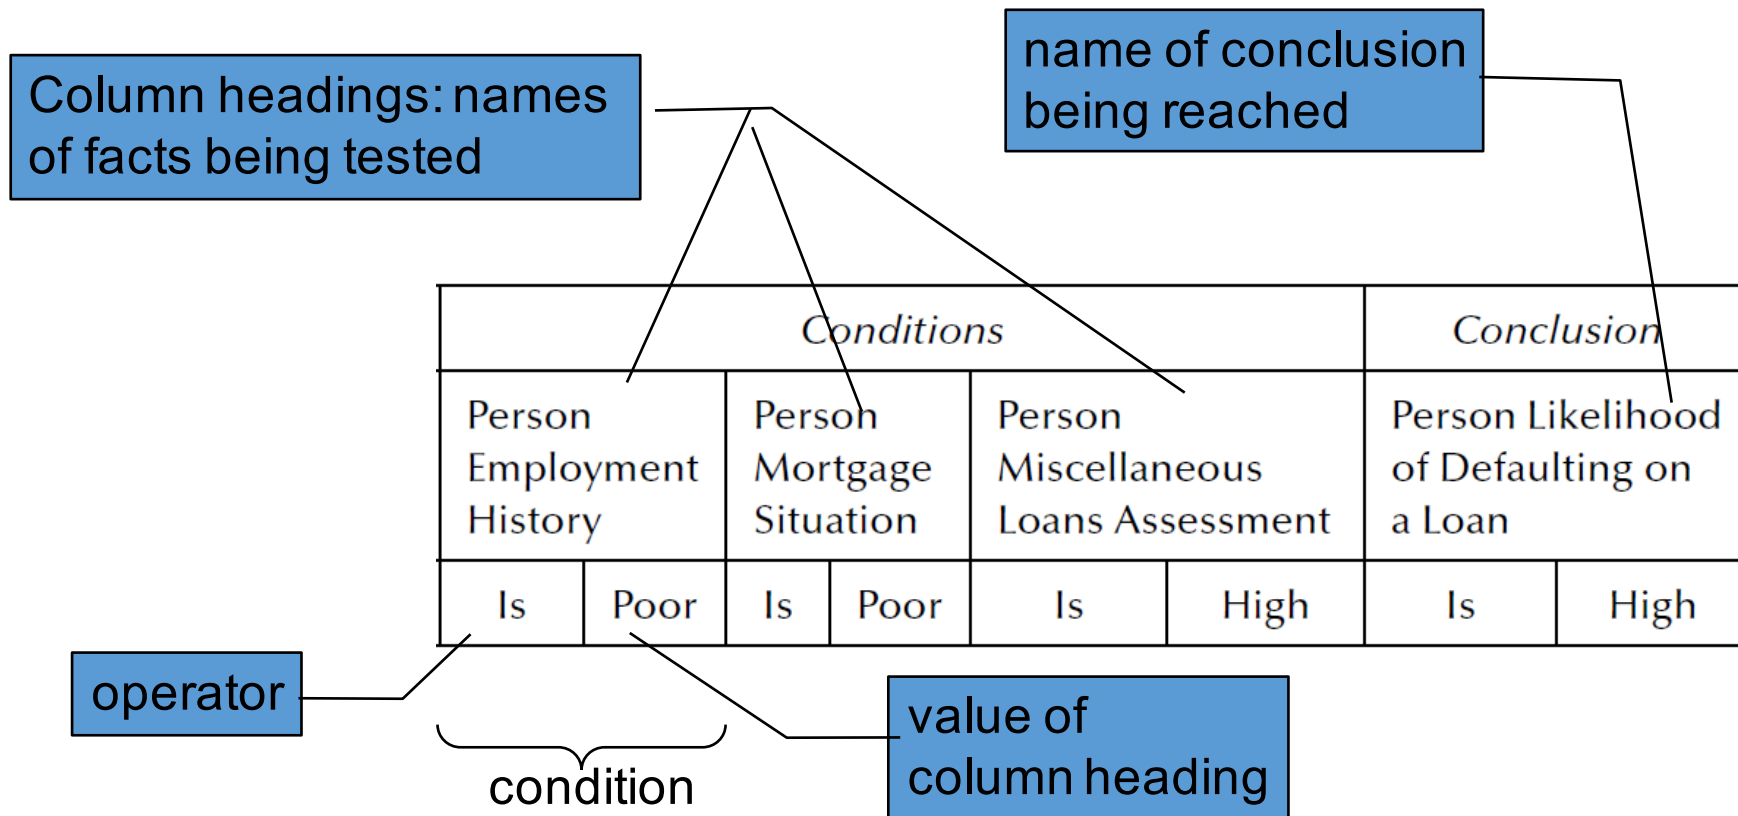 name of conclusion
being reached
Column headings: names
of facts being tested
Conditions
Conclusion
Person
Employment
History
Person
Mortgage
Situation
Person
Miscellaneous
Loans Assessment
Person Likelihood
of Defaulting on
a Loan
Is Poor Is Poor Is High Is High
operator
condition
value of
column heading